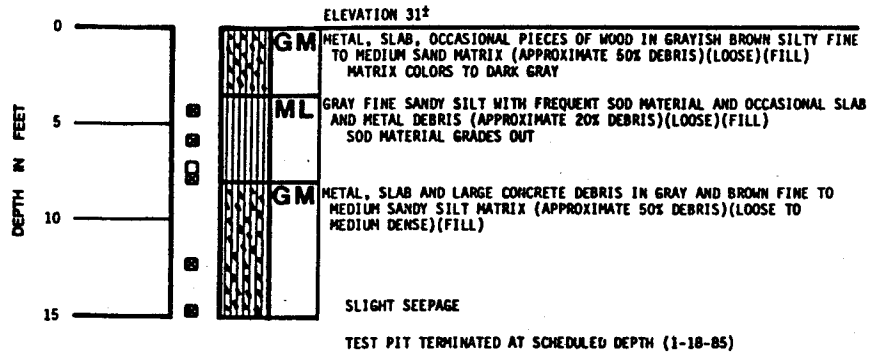 ELEVATION 31±
0
GM METAL, SLAB, OCCASIONAL PIECES OF WOOD IN GRAYISH BROWN SILTY FINE
TO MEDIUM SAND MATRIX (APPROXIMATE 50% DEBRIS)(LOOSE)(FILL)
MATRIX COLORS TO DARK GRAY
ML GRAY FINE SANDY SILT WITH FREQUENT SOD MATERIAL AND OCCASIONAL SLAB
AND METAL DEBRIS (APPROXIMATE 20% DEBRIS)(LOOSE)(FILL)
5
SOD MATERIAL GRADES OUT
DEPTH IN FEET
GM METAL, SLAB AND LARGE CONCRETE DEBRIS IN GRAY AND BROWN FINE TO
MEDIUM SANDY SILT MATRIX (APPROXIMATE 50% DEBRIS)(LOOSE TO
MEDIUM DENSE)(FILL)
10
SLIGHT SEEPAGE
15
TEST PIT TERMINATED AT SCHEDULED DEPTH (1-18-85)